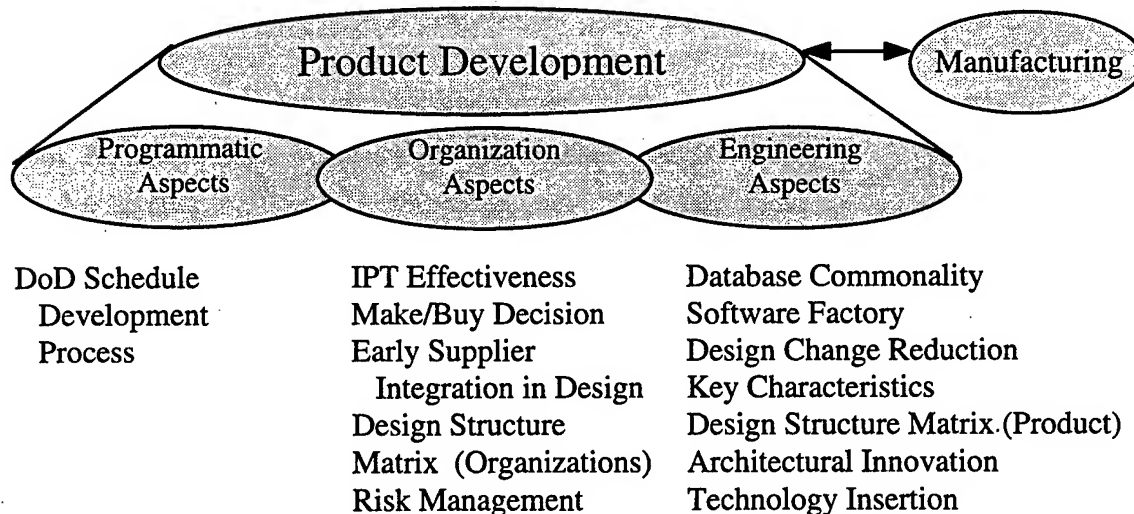 Product Development
Manufacturing
Programmatic
Aspects
Organization
Aspects
Engineering
Aspects
DoD Schedule
Development
Process
IPT Effectiveness
Make/Buy Decision
Early Supplier
Integration in Design
Design Structure
Matrix (Organizations)
Risk Management
Database Commonality
Software Factory
Design Change Reduction
Key Characteristics
Design Structure Matrix (Product)
Architectural Innovation
Technology Insertion